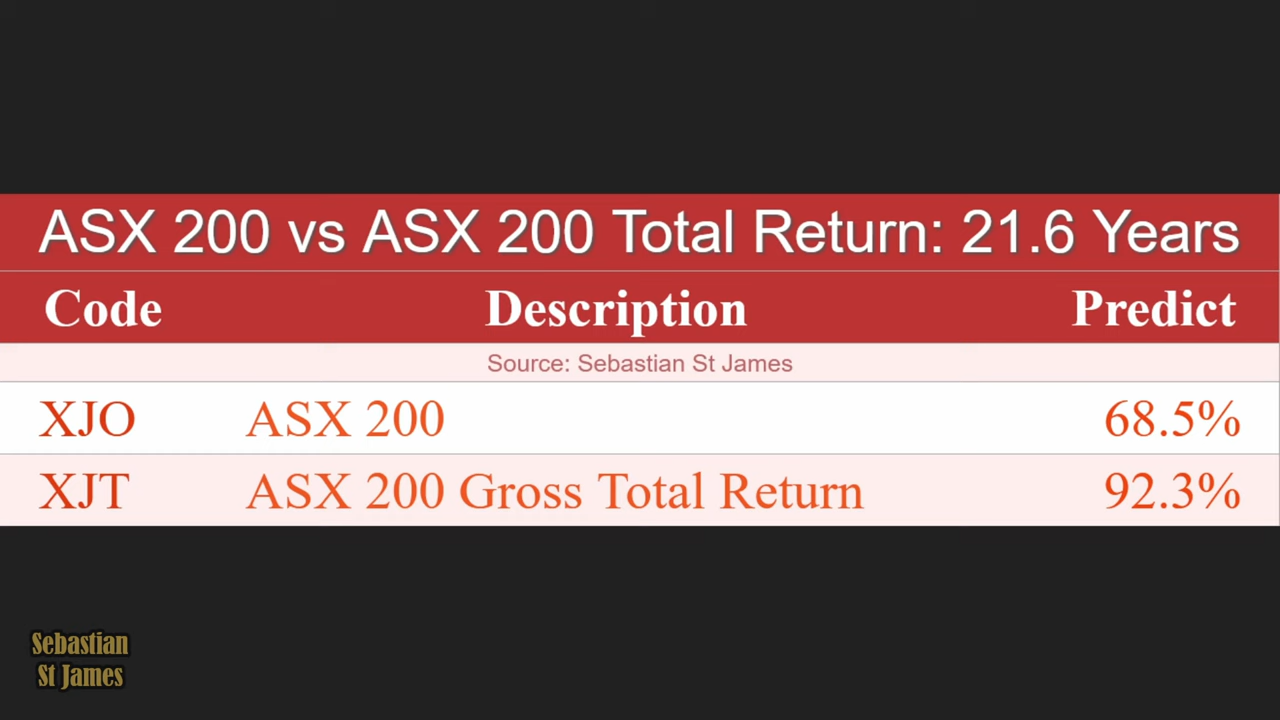 ASX 200 vs ASX 200 Total Return: 21.6 Years
Code Description Predict
Source: Sebastian St James
XJO ASX 200 68.5%
XJT ASX 200 Gross Total Return 92.3%
Sebastian
St James